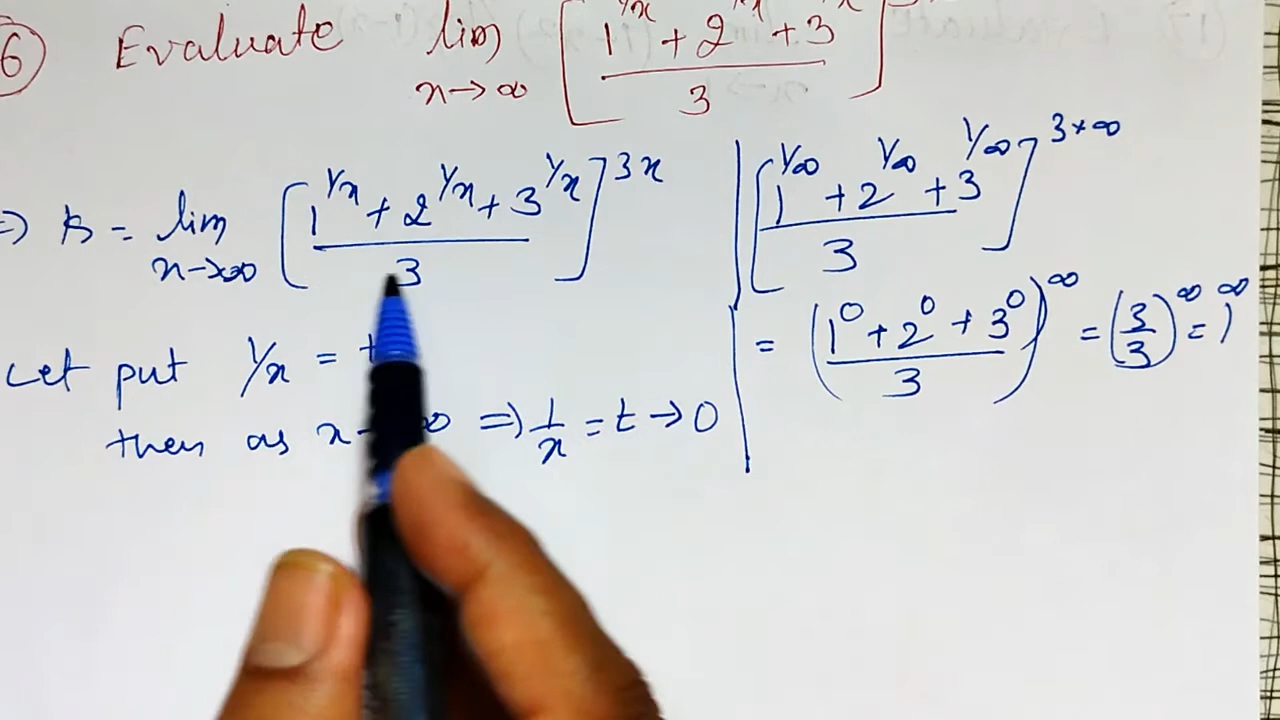 6 Evaluate lim x→∞ [ (1^(1/x) + 2^(1/x) + 3^(1/x)) / 3 ]
⇒ k = lim x→∞ [ (1^(1/x) + 2^(1/x) + 3^(1/x)) / 3 ]^(3x)
Let put 1/x = t
then as x→∞ ⇒ 1/x = t → 0
[ (1^(1/∞) + 2^(1/∞) + 3^(1/∞)) / 3 ]^(3×∞)
= ( (1^0 + 2^0 + 3^0) / 3 )^∞ = (3/3)^∞ = 1^∞